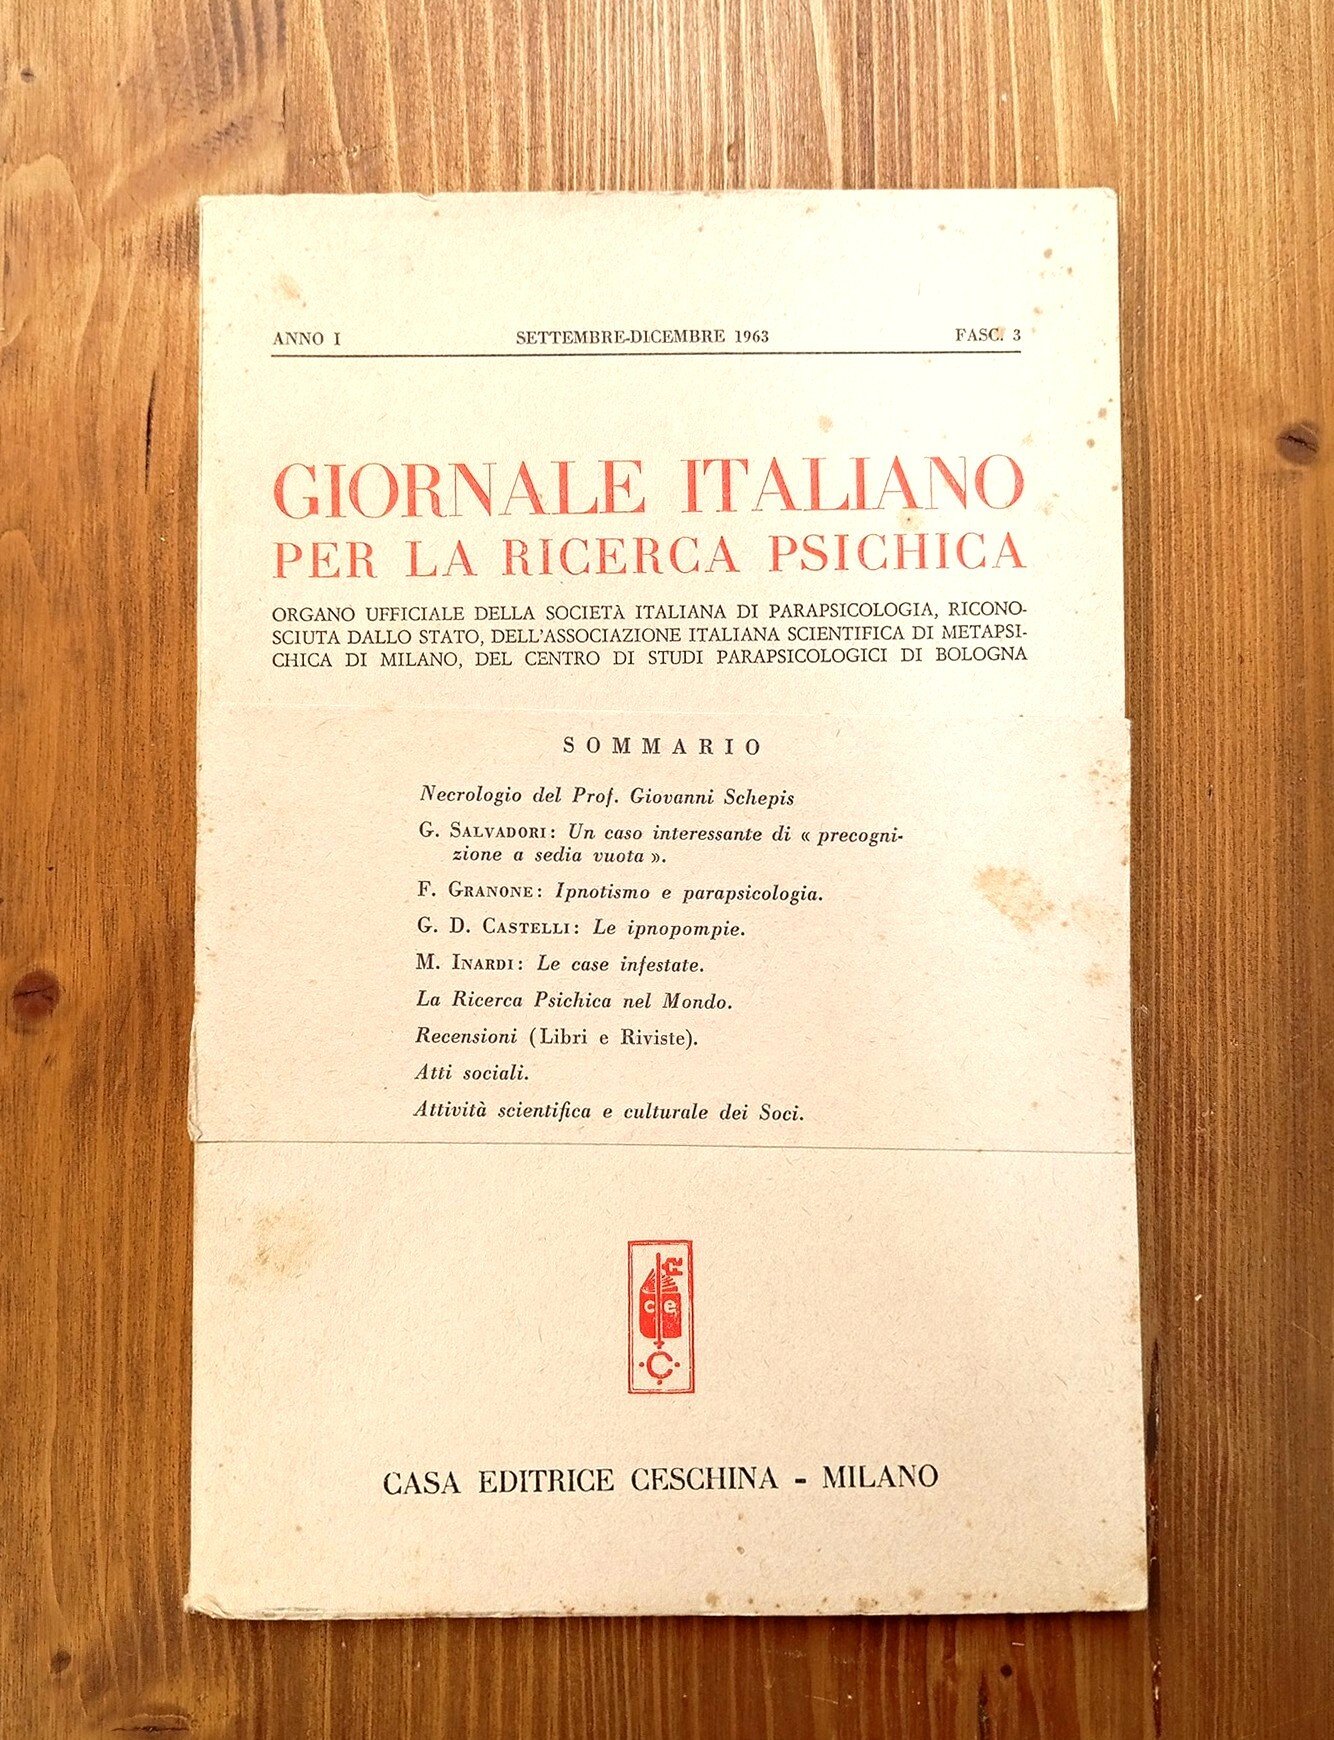 ANNO I SETTEMBRE-DICEMBRE 1963 FASC. 3
GIORNALE ITALIANO
PER LA RICERCA PSICHICA
ORGANO UFFICIALE DELLA SOCIETÀ ITALIANA DI PARAPSICOLOGIA, RICONO-
SCIUTA DALLO STATO, DELL'ASSOCIAZIONE ITALIANA SCIENTIFICA DI METAPSI-
CHICA DI MILANO, DEL CENTRO DI STUDI PARAPSICOLOGICI DI BOLOGNA
SOMMARIO
Necrologio del Prof. Giovanni Schepis
G. SALVADORI: Un caso interessante di « precogni-
zione a sedia vuota ».
F. GRANONE: Ipnotismo e parapsicologia.
G. D. CASTELLI: Le ipnopompie.
M. INARDI: Le case infestate.
La Ricerca Psichica nel Mondo.
Recensioni (Libri e Riviste).
Atti sociali.
Attività scientifica e culturale dei Soci.
c e
·C·
CASA EDITRICE CESCHINA - MILANO